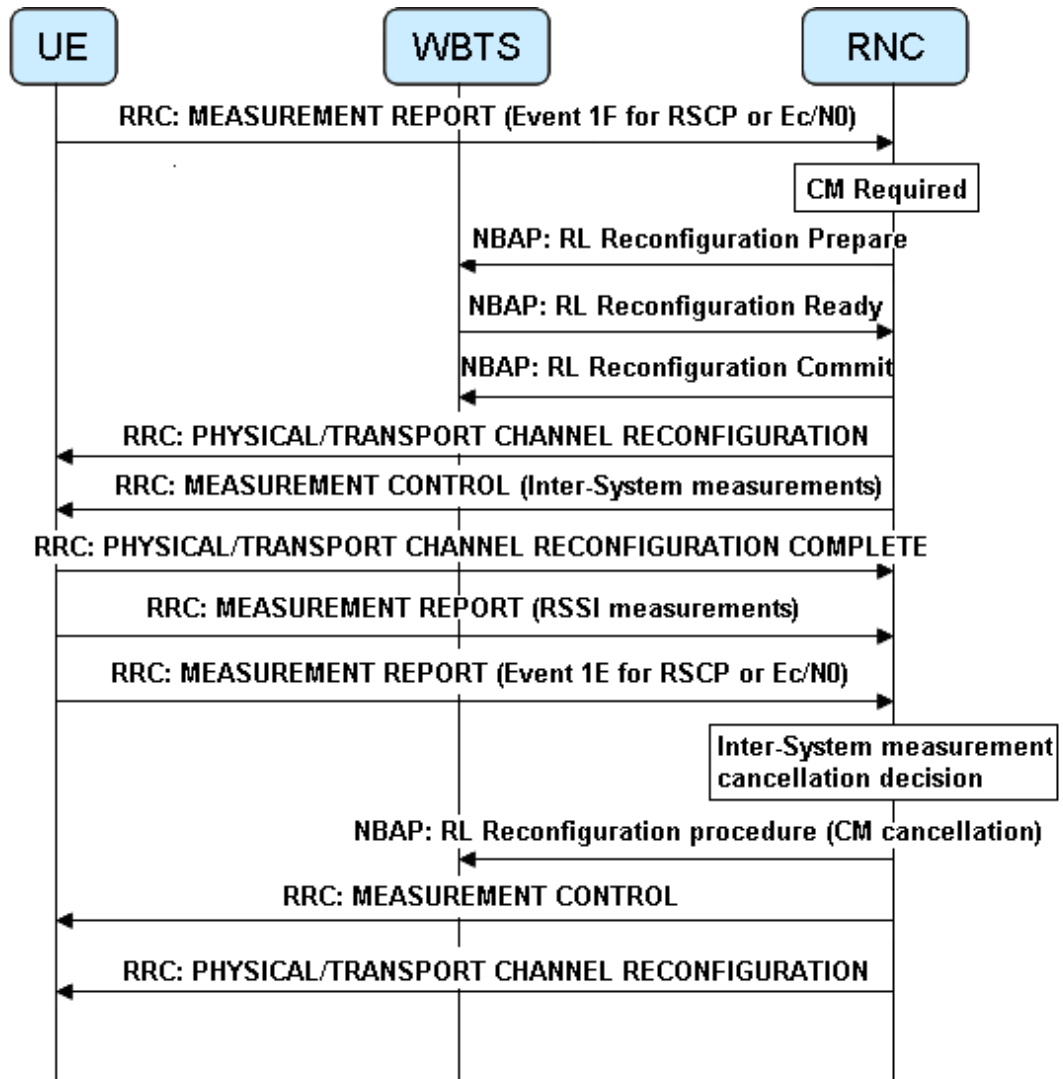 UE
WBTS
RNC
RRC: MEASUREMENT REPORT (Event 1F for RSCP or Ec/N0)
CM Required
NBAP: RL Reconfiguration Prepare
NBAP: RL Reconfiguration Ready
NBAP: RL Reconfiguration Commit
RRC: PHYSICAL/TRANSPORT CHANNEL RECONFIGURATION
RRC: MEASUREMENT CONTROL (Inter-System measurements)
RRC: PHYSICAL/TRANSPORT CHANNEL RECONFIGURATION COMPLETE
RRC: MEASUREMENT REPORT (RSSI measurements)
RRC: MEASUREMENT REPORT (Event 1E for RSCP or Ec/N0)
Inter-System measurement
cancellation decision
NBAP: RL Reconfiguration procedure (CM cancellation)
RRC: MEASUREMENT CONTROL
RRC: PHYSICAL/TRANSPORT CHANNEL RECONFIGURATION